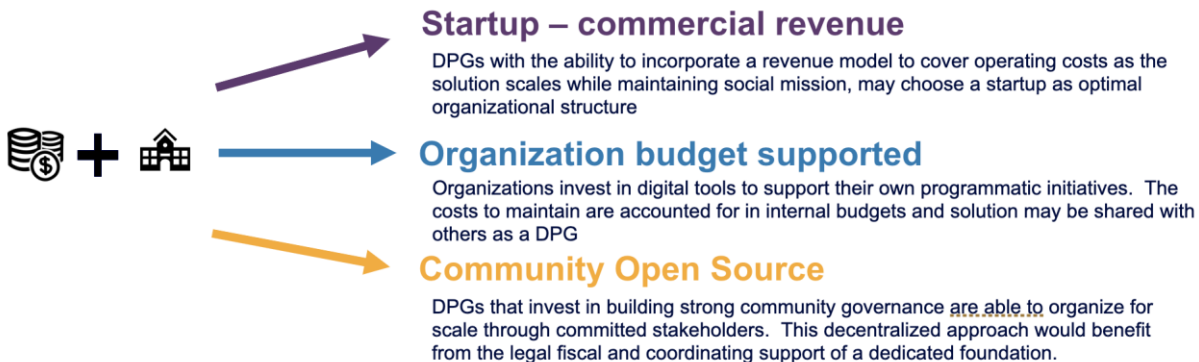 Startup – commercial revenue
DPGs with the ability to incorporate a revenue model to cover operating costs as the
solution scales while maintaining social mission, may choose a startup as optimal
organizational structure
Organization budget supported
Organizations invest in digital tools to support their own programmatic initiatives.  The
costs to maintain are accounted for in internal budgets and solution may be shared with
others as a DPG
Community Open Source
DPGs that invest in building strong community governance are able to organize for
scale through committed stakeholders.  This decentralized approach would benefit
from the legal fiscal and coordinating support of a dedicated foundation.